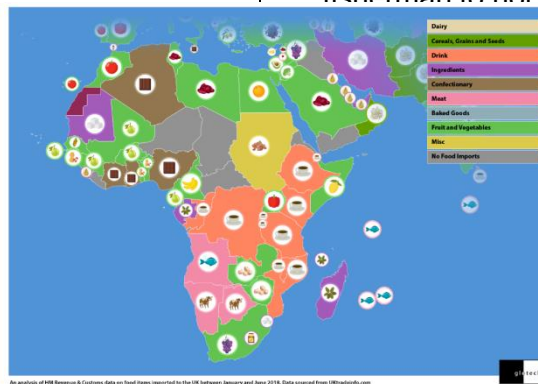 Dairy
Cereals, Grains and Seeds
Drink
Ingredients
Confectionary
Meat
Baked Goods
Fruit and Vegetables
Misc
No Food Imports
An analysis of HM Revenue & Customs data on food items imported to the UK between January and June 2018. Data sourced from UKtradeinfo.com